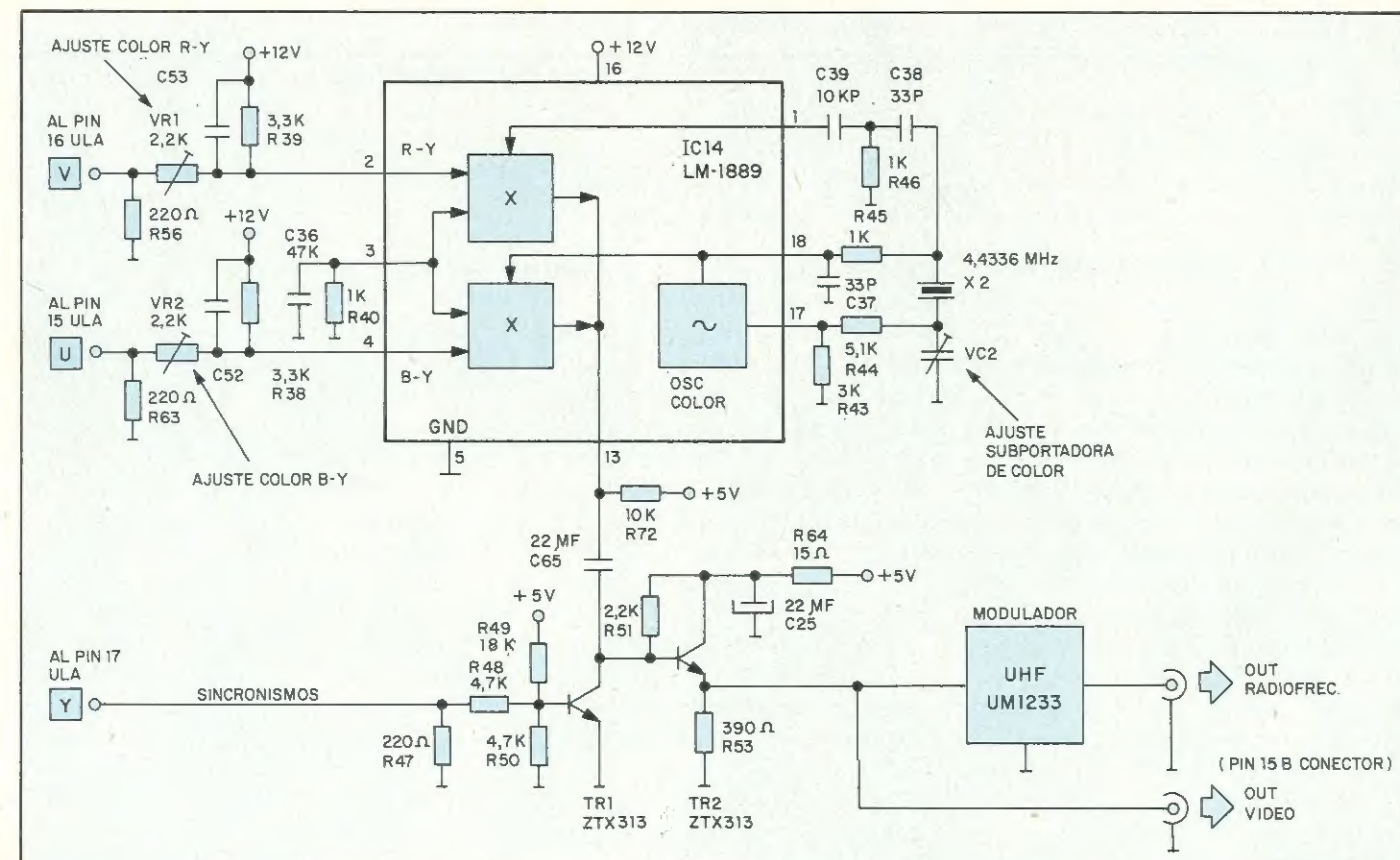 AJUSTE COLOR R-Y
C53
+12V
AL PIN
16 ULA
VR1
2,2K
3,3K
R39
V
220Ω
R56
+12V
C36
47K
1K
R40
AL PIN
15 ULA
VR2
2,2K
U
C52
3,3K
R38
220Ω
R63
AJUSTE COLOR B-Y
+12V
16
IC14
LM-1889
2
R-Y
X
3
4
B-Y
X
OSC
COLOR
GND
5
13
1
18
17
C39
10KP
C38
33P
1K
R46
R45
1K
33P
C37
5,1K
R44
3K
R43
4,4336 MHz
X2
VC2
AJUSTE
SUBPORTADORA
DE COLOR
10K
R72
+5V
22 MF
C65
R64
15Ω
+5V
2,2K
R51
22 MF
C25
+5V
R49
18K
R48
4,7K
AL PIN 17
ULA
Y
SINCRONISMOS
220Ω
R47
4,7K
R50
390Ω
R53
TR1
ZTX313
TR2
ZTX313
MODULADOR
UHF
UM1233
OUT
RADIOFREC.
(PIN 15 B CONECTOR)
OUT
VIDEO